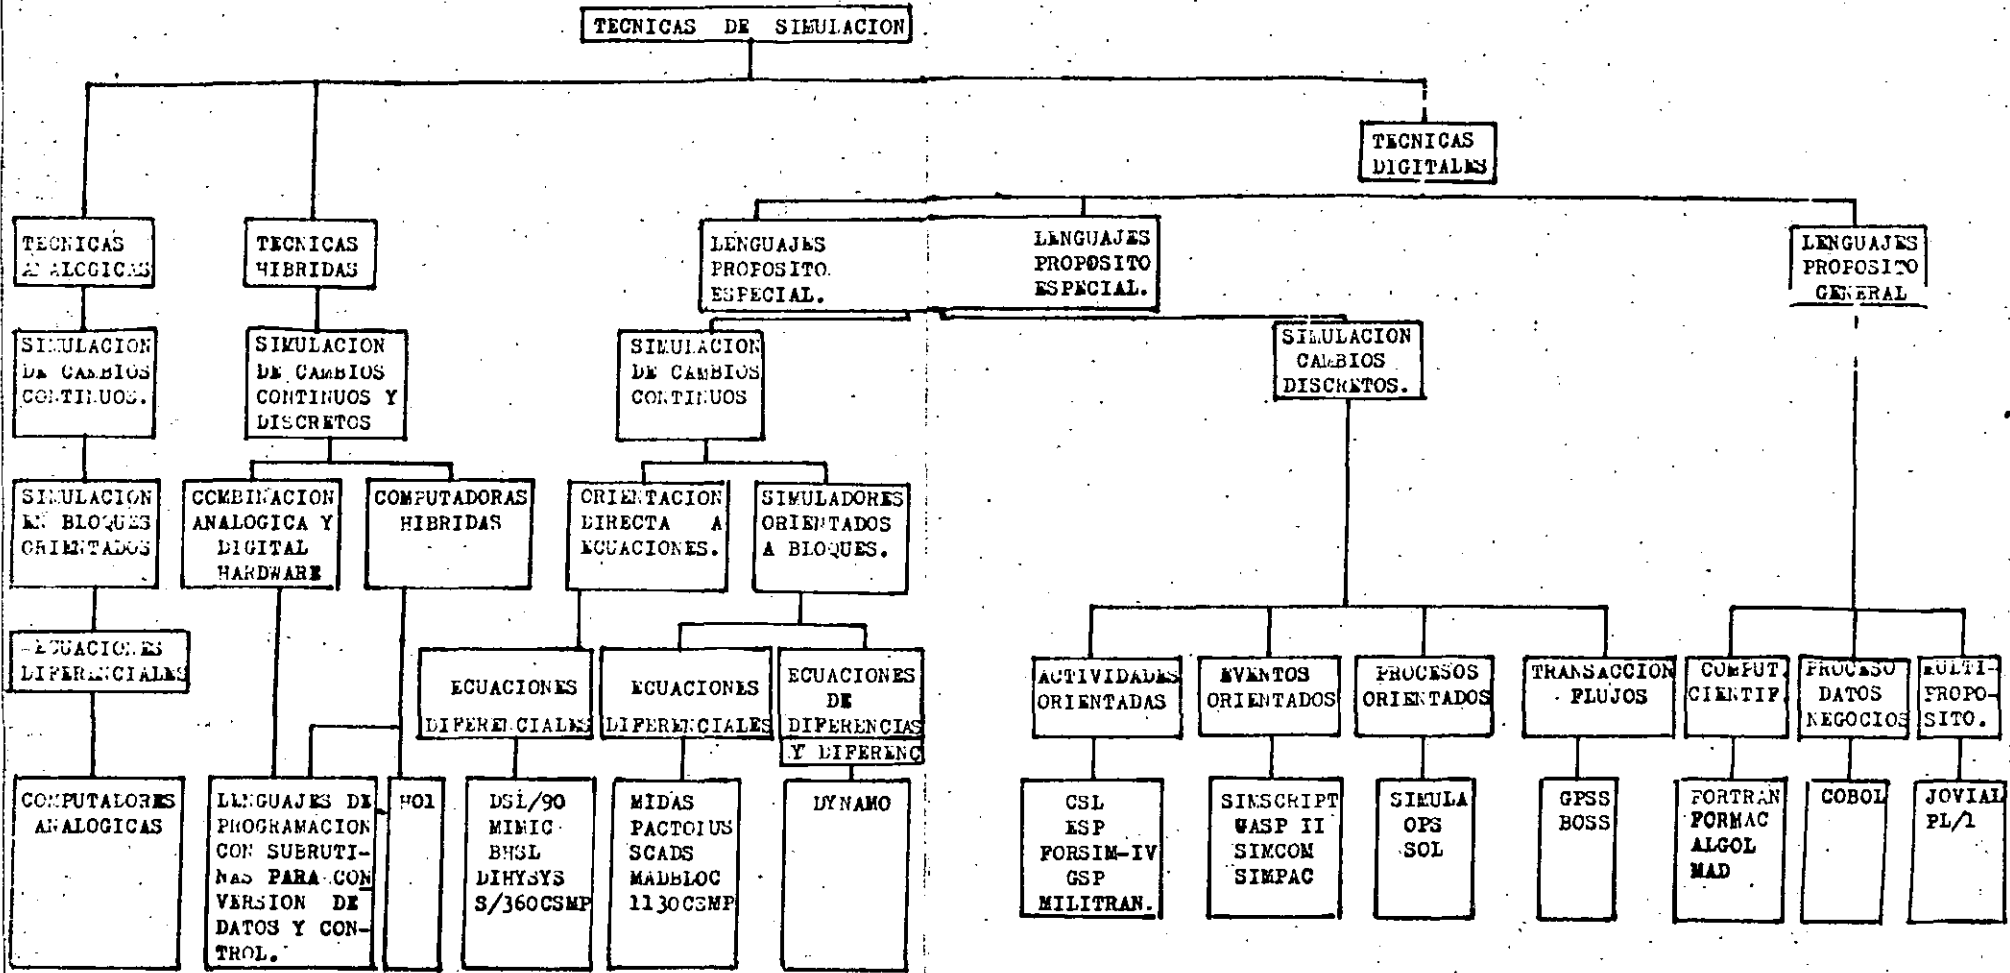 TECNICAS DE SIMULACION
TECNICAS
DIGITALES
TECNICAS
ANALOGICAS
TECNICAS
HIBRIDAS
LENGUAJES
PROPOSITO
ESPECIAL.
LENGUAJES
PROPOSITO
ESPECIAL.
LENGUAJES
PROPOSITO
GENERAL
SIMULACION
DE CAMBIOS
CONTINUOS.
SIMULACION
DE CAMBIOS
CONTINUOS Y
DISCRETOS
SIMULACION
DE CAMBIOS
CONTINUOS
SIMULACION
CAMBIOS
DISCRETOS.
SIMULACION
EN BLOQUES
ORIENTADOS
COMBINACION
ANALOGICA Y
DIGITAL
HARDWARE
COMPUTADORAS
HIBRIDAS
ORIENTACION
DIRECTA A
ECUACIONES.
SIMULADORES
ORIENTADOS
A BLOQUES.
ECUACIONES
DIFERENCIALES
ECUACIONES
DIFERENCIALES
ECUACIONES
DIFERENCIALES
ECUACIONES
DE
DIFERENCIAS
Y DIFERENC
ACTIVIDADES
ORIENTADAS
EVENTOS
ORIENTADOS
PROCESOS
ORIENTADOS
TRANSACCION
FLUJOS
COMPUT.
CIENTIF.
PROCESO
DATOS
NEGOCIOS
MULTI-
PROPO-
SITO.
COMPUTADORES
ANALOGICAS
LENGUAJES DE
PROGRAMACION
CON SUBRUTI-
NAS PARA CON
VERSION DE
DATOS Y CON-
TROL.
HO1
DSL/90
MIMIC
BHSL
DIHYSYS
S/360CSMP
MIDAS
PACTOIUS
SCADS
MADBLOC
1130CSMP
DYNAMO
CSL
ESP
FORSIM-IV
GSP
MILITRAN.
SIMSCRIPT
GASP II
SIMCOM
SIMPAC
SIMULA
OPS
SOL
GPSS
BOSS
FORTRAN
FORMAC
ALGOL
MAD
COBOL
JOVIAL
PL/1